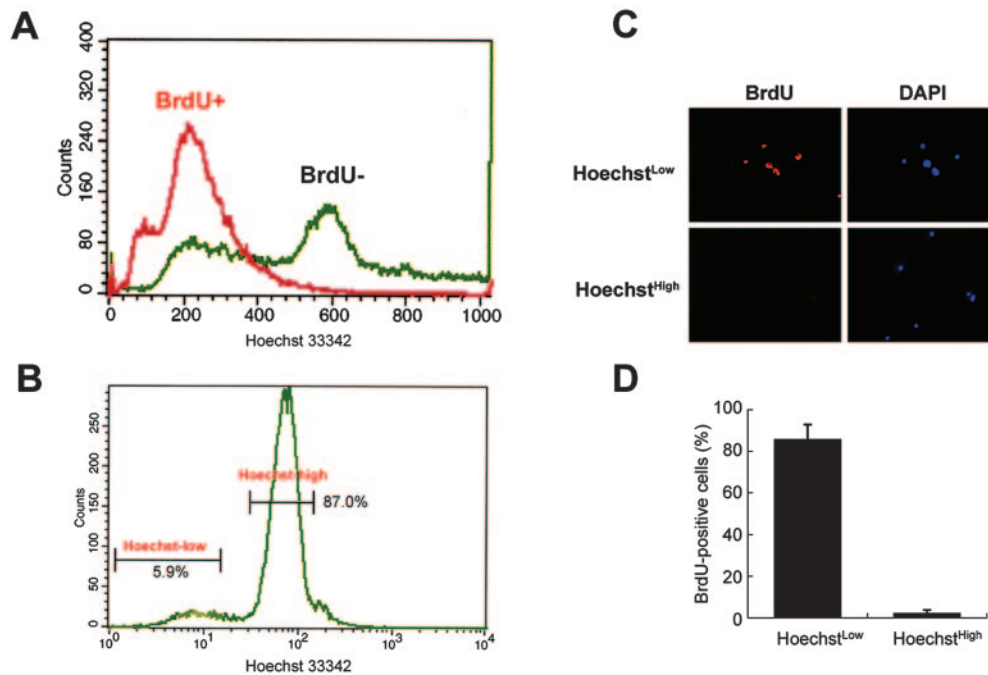 A
400
320
240
160
80
0
Counts
BrdU+
BrdU-
0 200 400 600 800 1000
Hoechst 33342
B
250
200
150
100
50
0
Counts
Hoechst-high
87.0%
Hoechst-low
5.9%
10^0 10^1 10^2 10^3 10^4
Hoechst 33342
C
BrdU DAPI
Hoechst^Low
Hoechst^High
D
100
80
60
40
20
0
BrdU-positive cells (%)
Hoechst^Low Hoechst^High